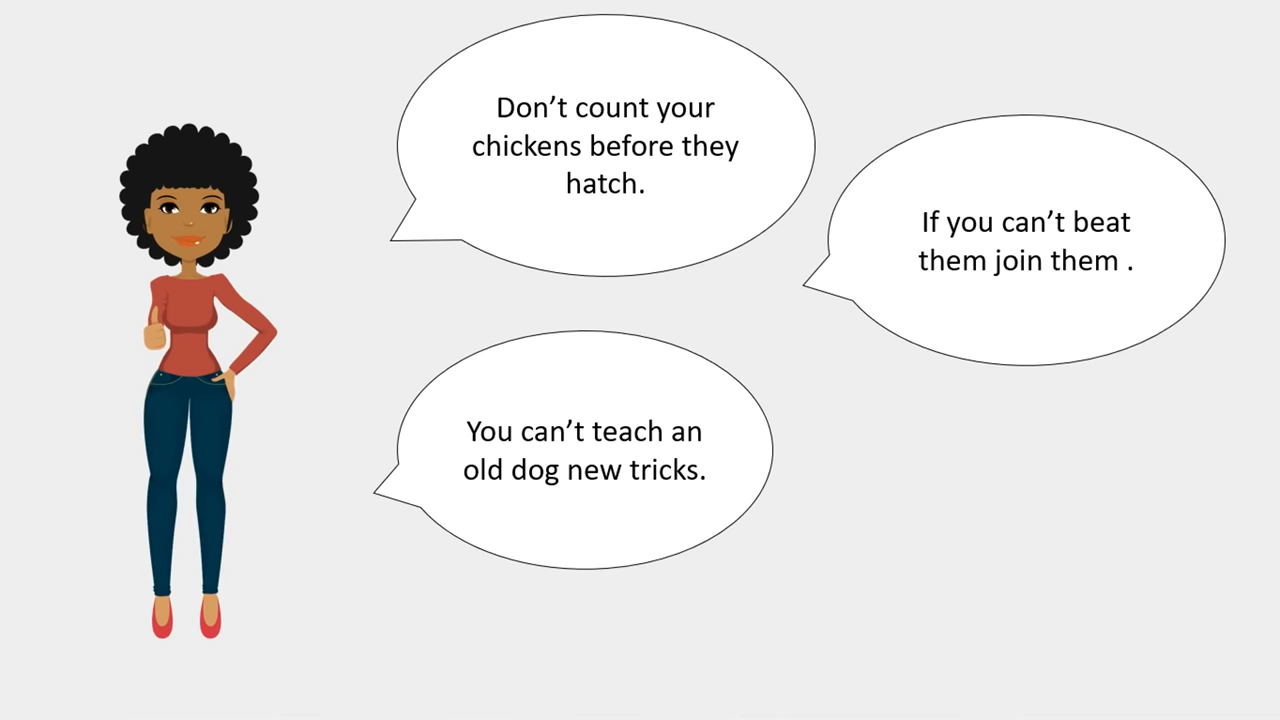 Don’t count your
chickens before they
hatch.
If you can’t beat
them join them .
You can’t teach an
old dog new tricks.